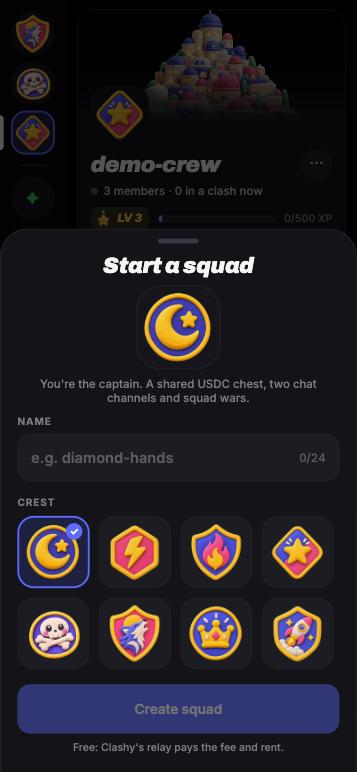 demo-crew
3 members · 0 in a clash now
LV 3
0/500 XP
Start a squad
You're the captain. A shared USDC chest, two chat
channels and squad wars.
NAME
e.g. diamond-hands
0/24
CREST
Create squad
Free: Clashy's relay pays the fee and rent.